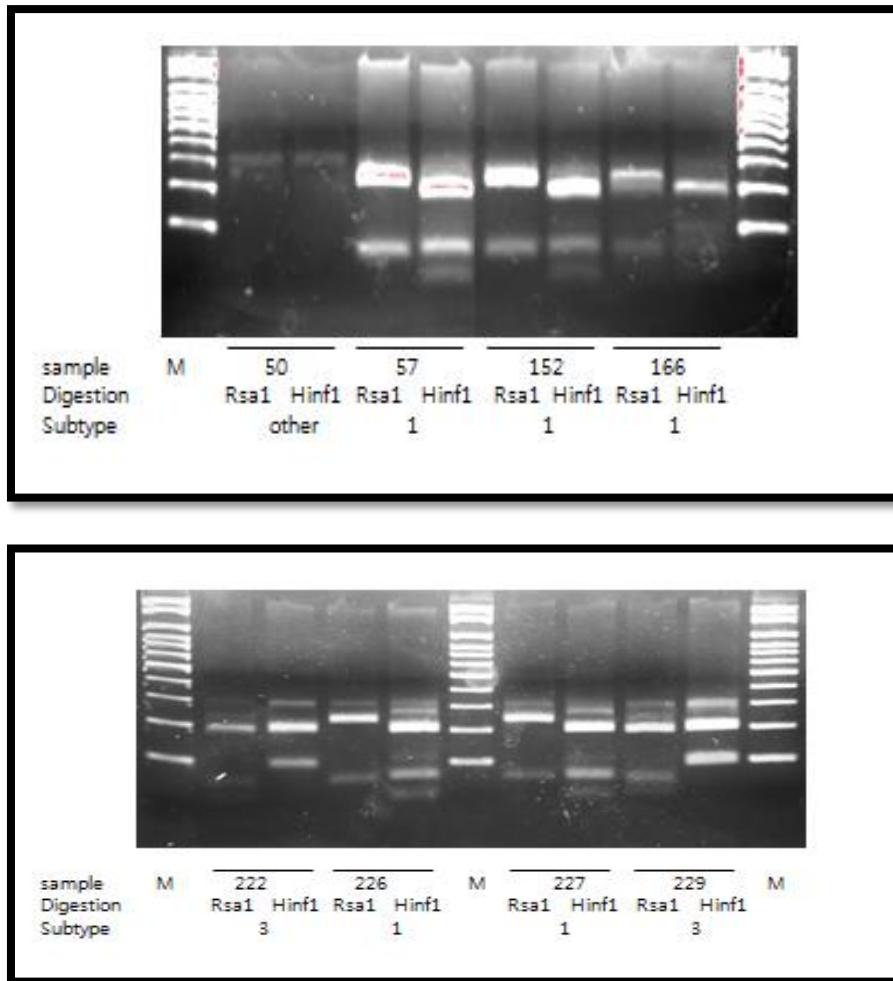 sample M 50 57 152 166
Digestion Rsa1 Hinf1 Rsa1 Hinf1 Rsa1 Hinf1 Rsa1 Hinf1
Subtype other 1 1 1
sample M 222 226 M 227 229 M
Digestion Rsa1 Hinf1 Rsa1 Hinf1 Rsa1 Hinf1 Rsa1 Hinf1
Subtype 3 1 1 3